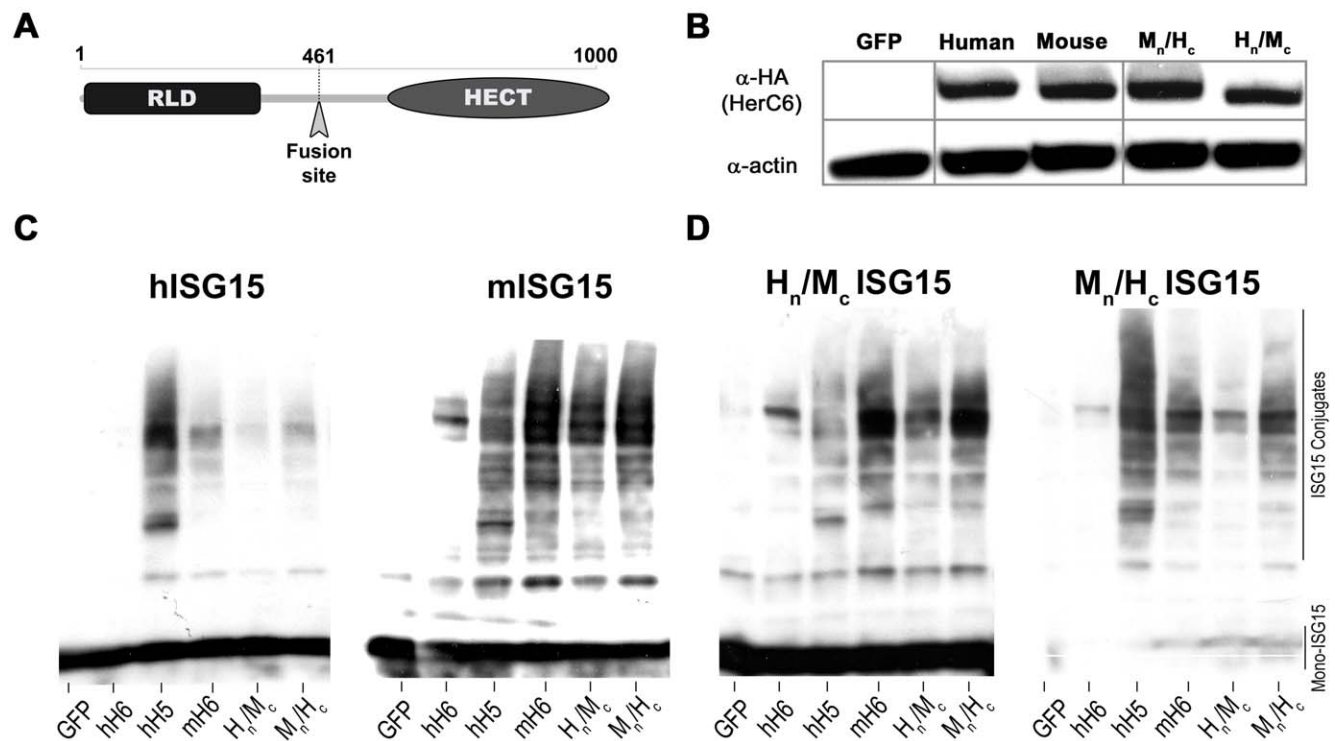 A
1 461 1000
RLD HECT
Fusion
site
B
GFP Human Mouse Mn/Hc Hn/Mc
α-HA
(HerC6)
α-actin
C
hISG15 mISG15
GFP hH6 hH5 mH6 Hn/Mc Mn/Hc
GFP hH6 hH5 mH6 Hn/Mc Mn/Hc
D
Hn/Mc ISG15 Mn/Hc ISG15
ISG15 Conjugates
Mono-ISG15
GFP hH6 hH5 mH6 Hn/Mc Mn/Hc
GFP hH6 hH5 mH6 Hn/Mc Mn/Hc